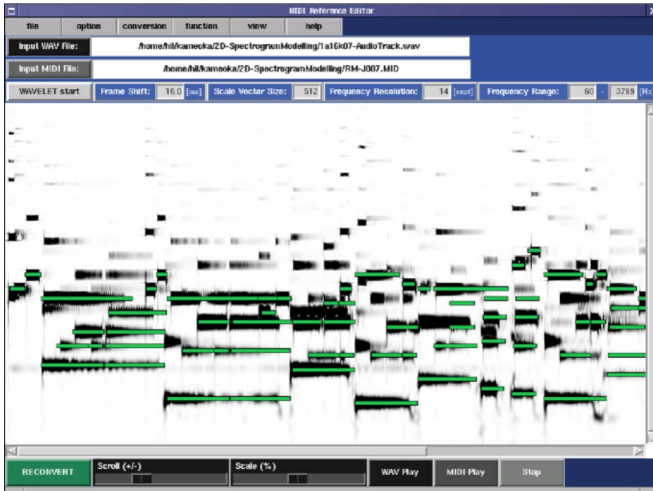 MIDI Reference Editor
file option conversion function view help
Input WAV File: /home/hil/kameoka/2D-SpectrogramModelling/1a16k07-AudioTrack.wav
Input MIDI File: /home/hil/kameoka/2D-SpectrogramModelling/RM-J007.MID
WAVELET start Frame Shift: 16.0 [ms] Scale Vector Size: 512 Frequency Resolution: 14 [cent] Frequency Range: 60 - 3769 [Hz
RECONVERT Scroll (+/-) Scale (%) WAV Play MIDI Play Stop